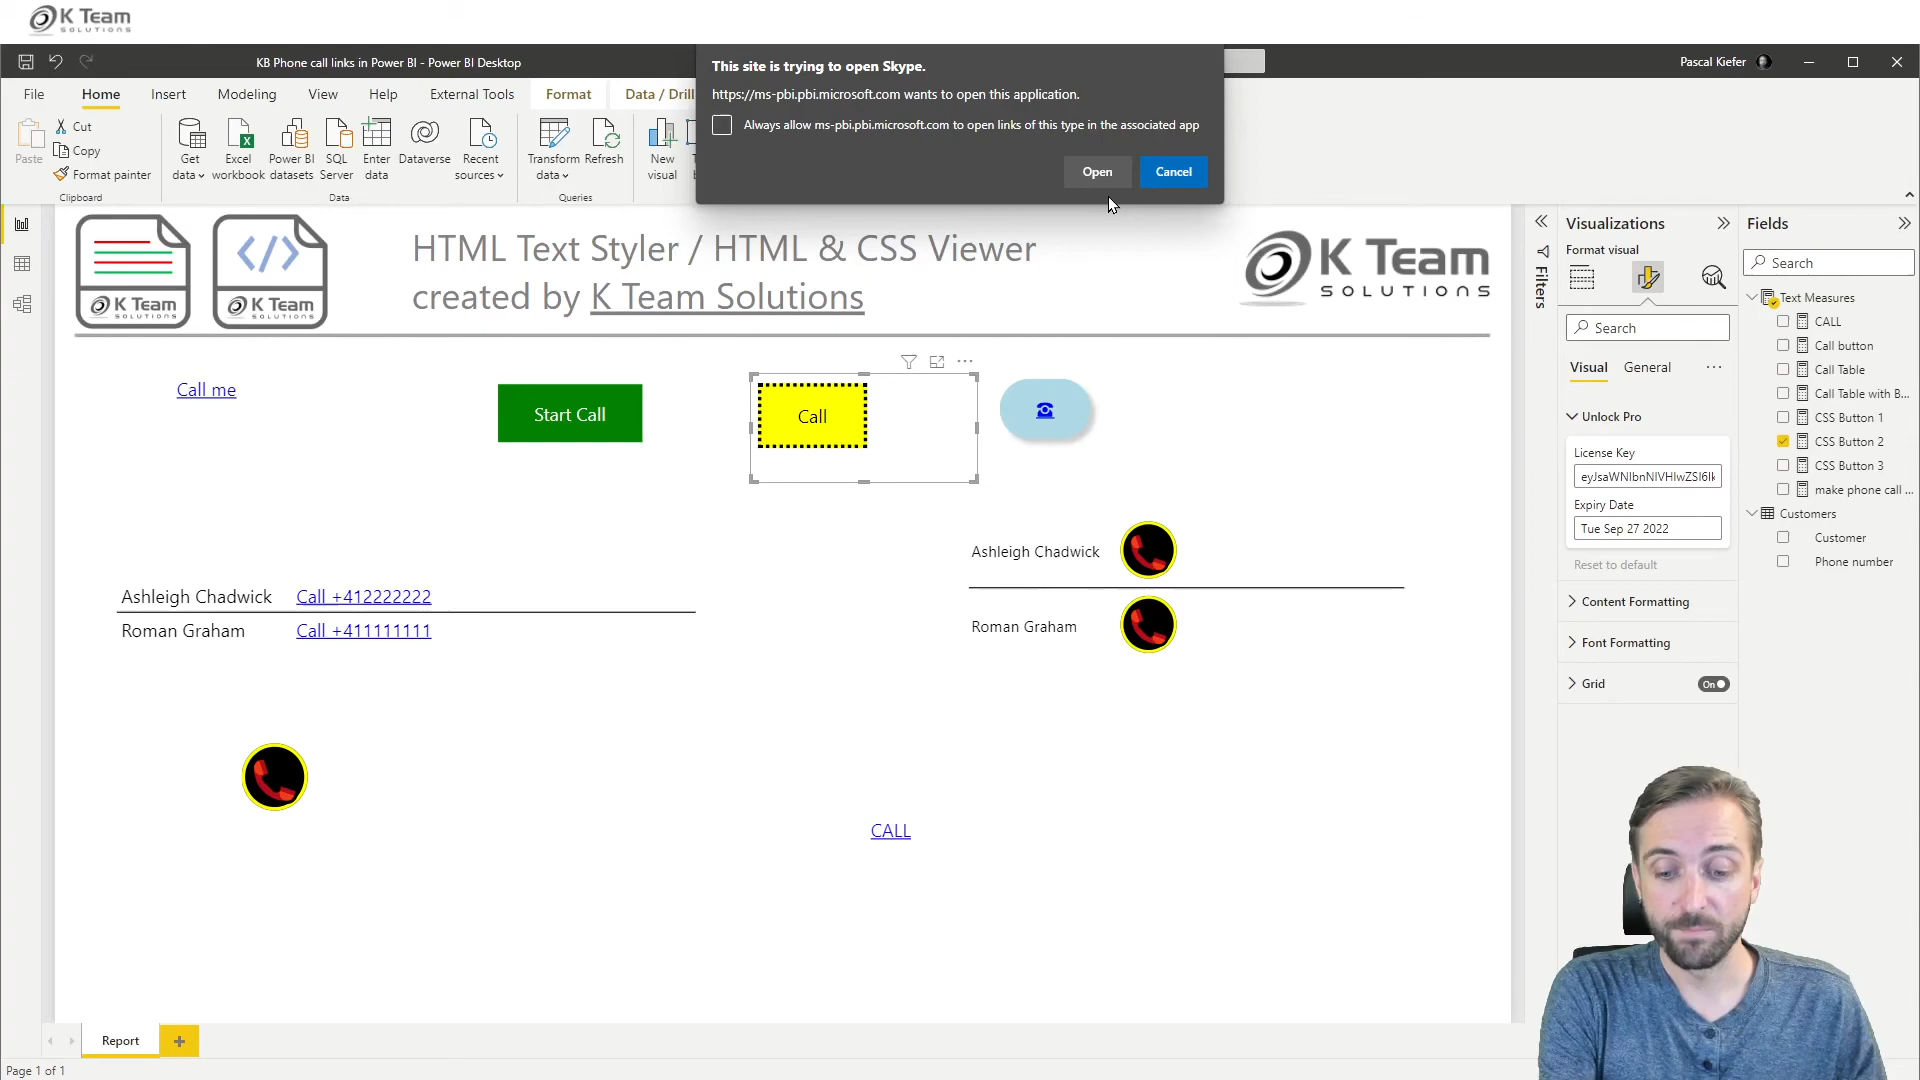 K Team
SOLUTIONS
KB Phone call links in Power BI - Power BI Desktop
Pascal Kiefer
This site is trying to open Skype.
https://ms-pbi.pbi.microsoft.com wants to open this application.
Always allow ms-pbi.pbi.microsoft.com to open links of this type in the associated app
Open
Cancel
File
Home
Insert
Modeling
View
Help
External Tools
Format
Data / Drill
Paste
Cut
Copy
Format painter
Clipboard
Get
data
Excel
workbook
Power BI
datasets
SQL
Server
Enter
data
Dataverse
Recent
sources
Data
Transform
data
Refresh
Queries
New
visual
K Team
SOLUTIONS
K Team
SOLUTIONS
HTML Text Styler / HTML & CSS Viewer
created by K Team Solutions
K Team
SOLUTIONS
Call me
Start Call
Call
Ashleigh Chadwick
Roman Graham
Ashleigh Chadwick Call +412222222
Roman Graham Call +411111111
CALL
Filters
Visualizations
Format visual
Search
Visual
General
Unlock Pro
License Key
eyJsaWNlbnNlVHlwZSI6Ik
Expiry Date
Tue Sep 27 2022
Reset to default
Content Formatting
Font Formatting
Grid
On
Fields
Search
Text Measures
CALL
Call button
Call Table
Call Table with B...
CSS Button 1
CSS Button 2
CSS Button 3
make phone call ...
Customers
Customer
Phone number
Report
Page 1 of 1